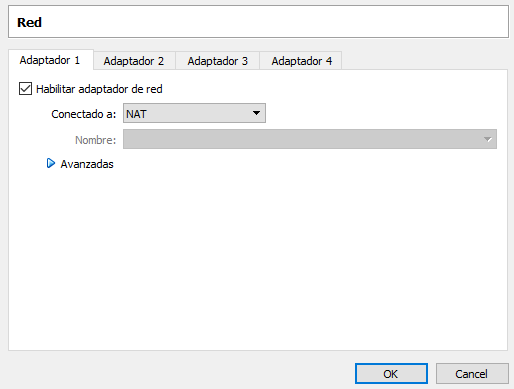 Red
Adaptador 1 Adaptador 2 Adaptador 3 Adaptador 4
Habilitar adaptador de red
Conectado a: NAT
Nombre:
Avanzadas
OK Cancel